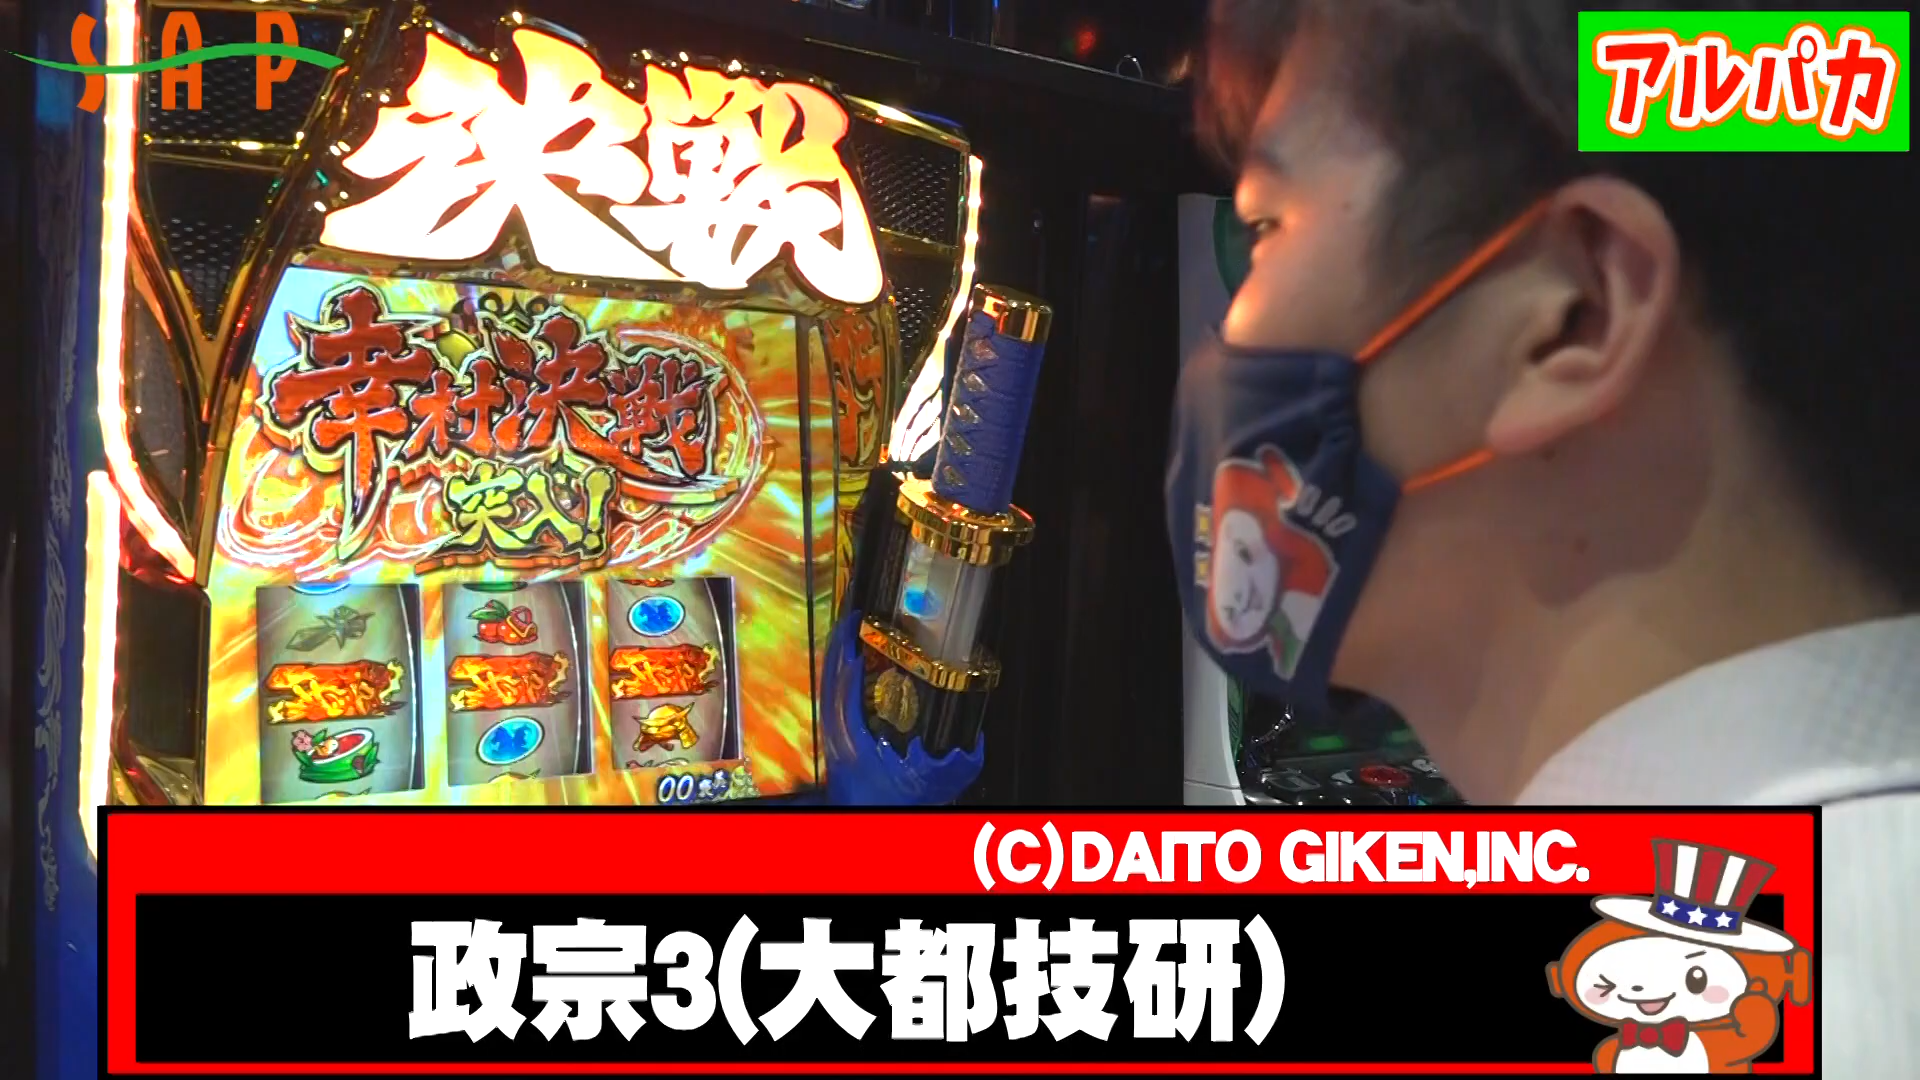 SAP
アルパカ
決戦
幸村決戦
突入!
00
(C)DAITO GIKEN,INC.
政宗3(大都技研)